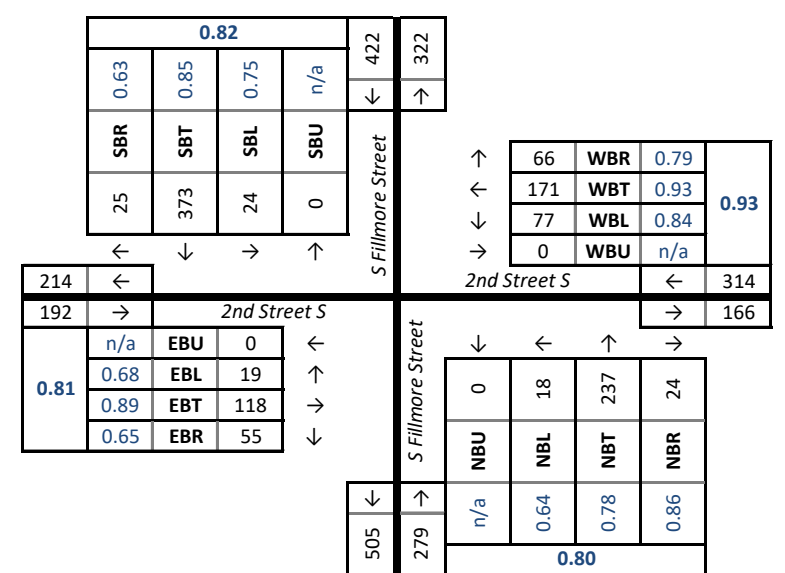 0.82
0.63 0.85 0.75 n/a
SBR SBT SBL SBU
25 373 24 0
← ↓ → ↑
422 322
↓ ↑
S Fillmore Street
↑ 66 WBR 0.79
← 171 WBT 0.93
↓ 77 WBL 0.84
→ 0 WBU n/a
0.93
214 ←
2nd Street S
← 314
192 →
2nd Street S
→ 166
0.81
n/a EBU 0 ←
0.68 EBL 19 ↑
0.89 EBT 118 →
0.65 EBR 55 ↓
S Fillmore Street
↓ ← ↑ →
0 18 237 24
NBU NBL NBT NBR
n/a 0.64 0.78 0.86
0.80
↓ ↑
505 279